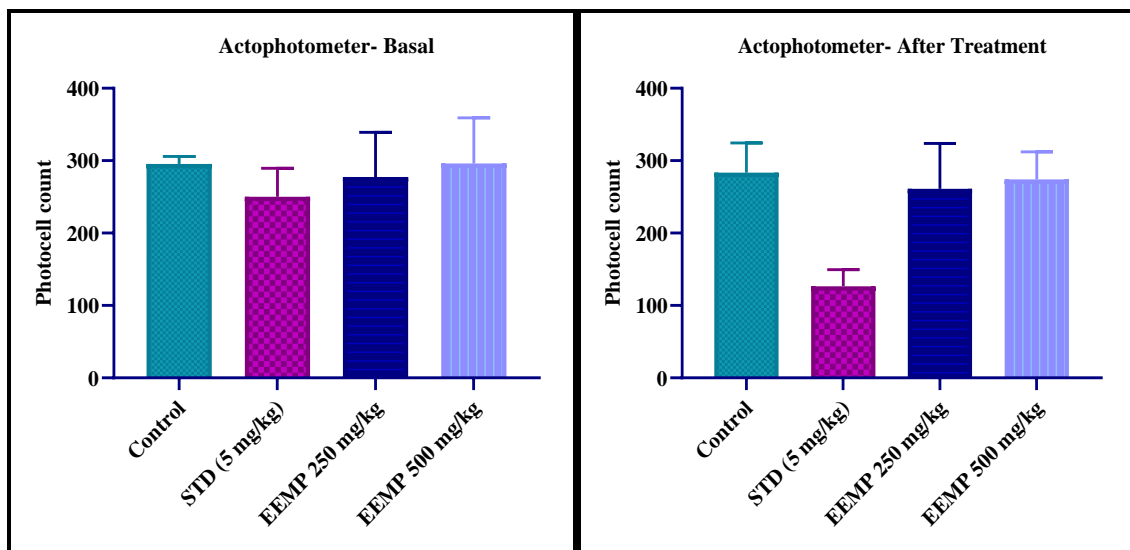 Actophotometer- Basal
Photocell count
400
300
200
100
0
Control
STD (5 mg/kg)
EEMP 250 mg/kg
EEMP 500 mg/kg
Actophotometer- After Treatment
Photocell count
400
300
200
100
0
Control
STD (5 mg/kg)
EEMP 250 mg/kg
EEMP 500 mg/kg